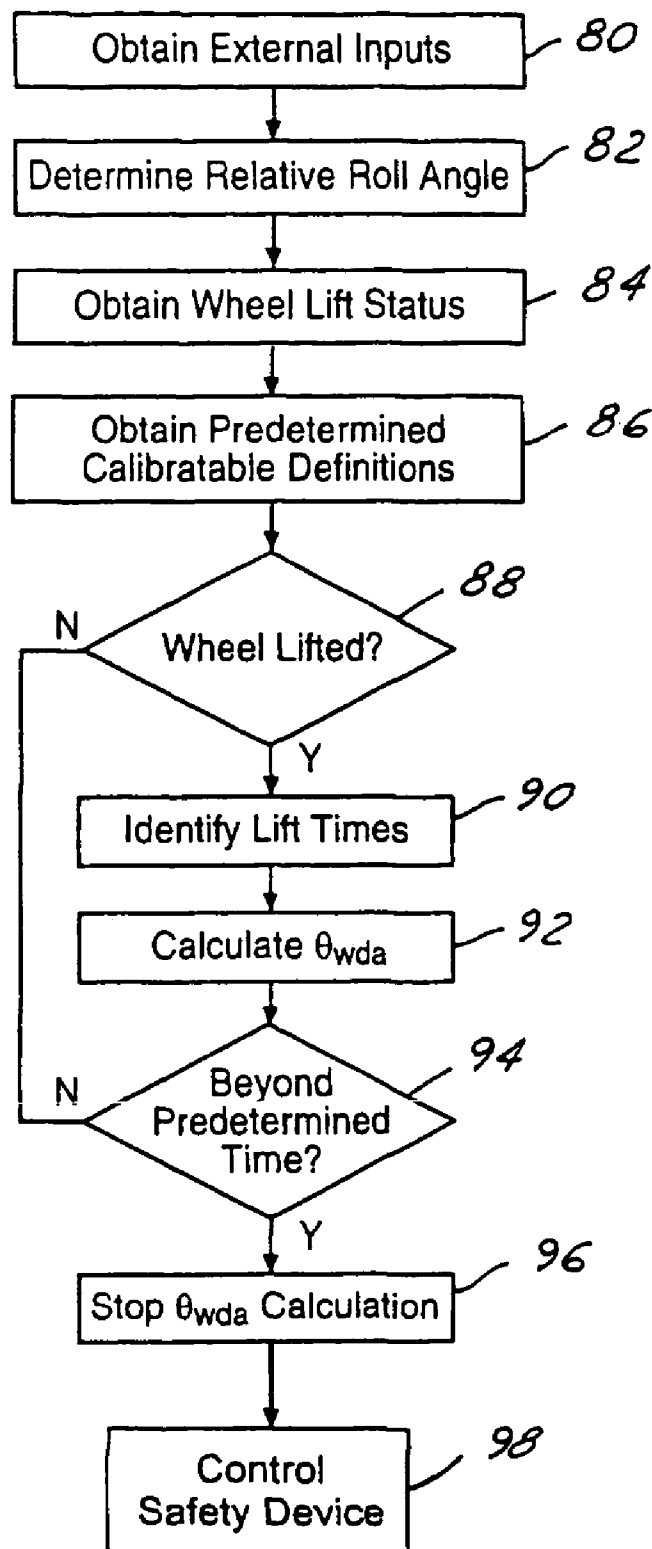 Obtain External Inputs
80
Determine Relative Roll Angle
82
Obtain Wheel Lift Status
84
Obtain Predetermined
Calibratable Definitions
86
88
N
Wheel Lifted?
Y
90
Identify Lift Times
Calculate θwda
92
94
N
Beyond
Predetermined
Time?
Y
96
Stop θwda Calculation
98
Control
Safety Device